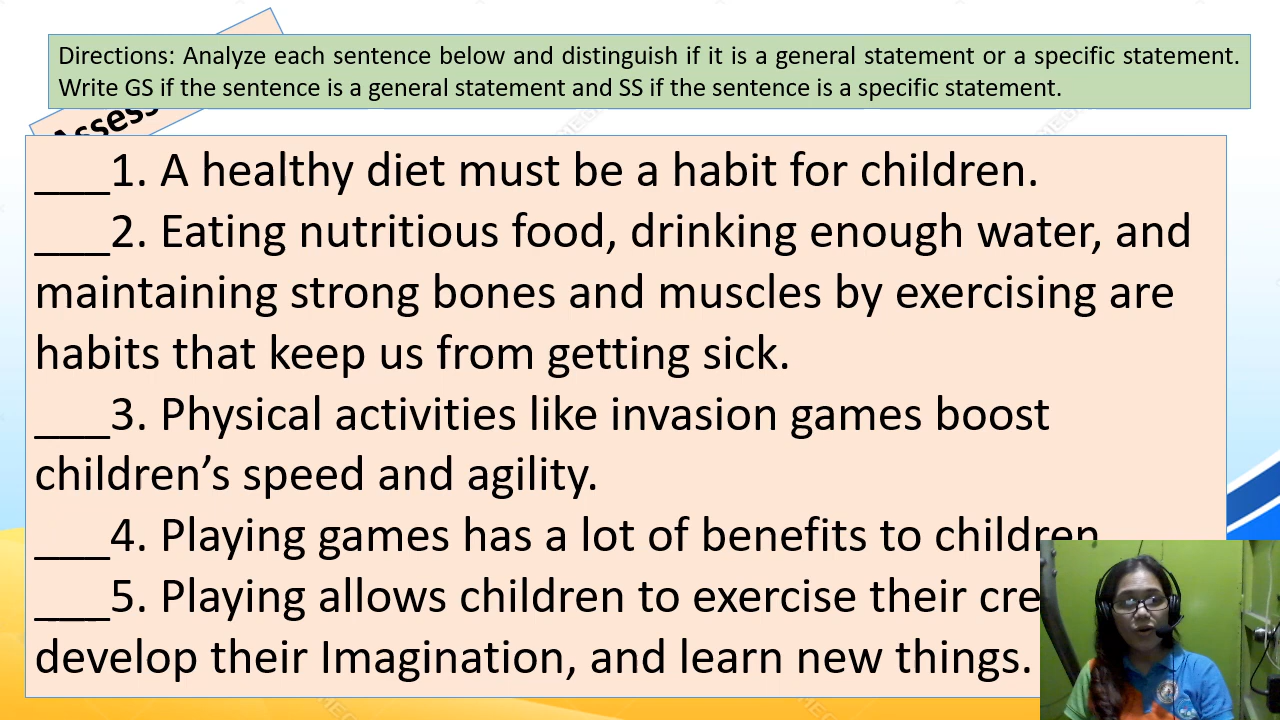 Directions: Analyze each sentence below and distinguish if it is a general statement or a specific statement.
Write GS if the sentence is a general statement and SS if the sentence is a specific statement.
___1. A healthy diet must be a habit for children.
___2. Eating nutritious food, drinking enough water, and
maintaining strong bones and muscles by exercising are
habits that keep us from getting sick.
___3. Physical activities like invasion games boost
children’s speed and agility.
___4. Playing games has a lot of benefits to children
___5. Playing allows children to exercise their
develop their Imagination, and learn new things.